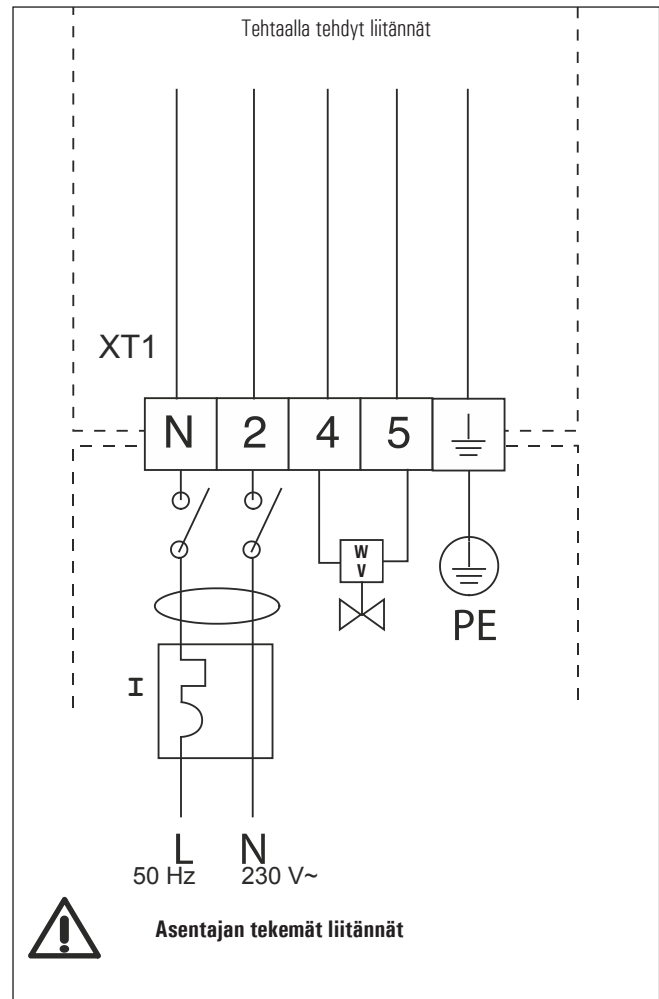 Tehtaalla tehdyt liitännät
XT1
N 2 4 5
W
V
PE
I
L N
50 Hz 230 V~
Asentajan tekemät liitännät